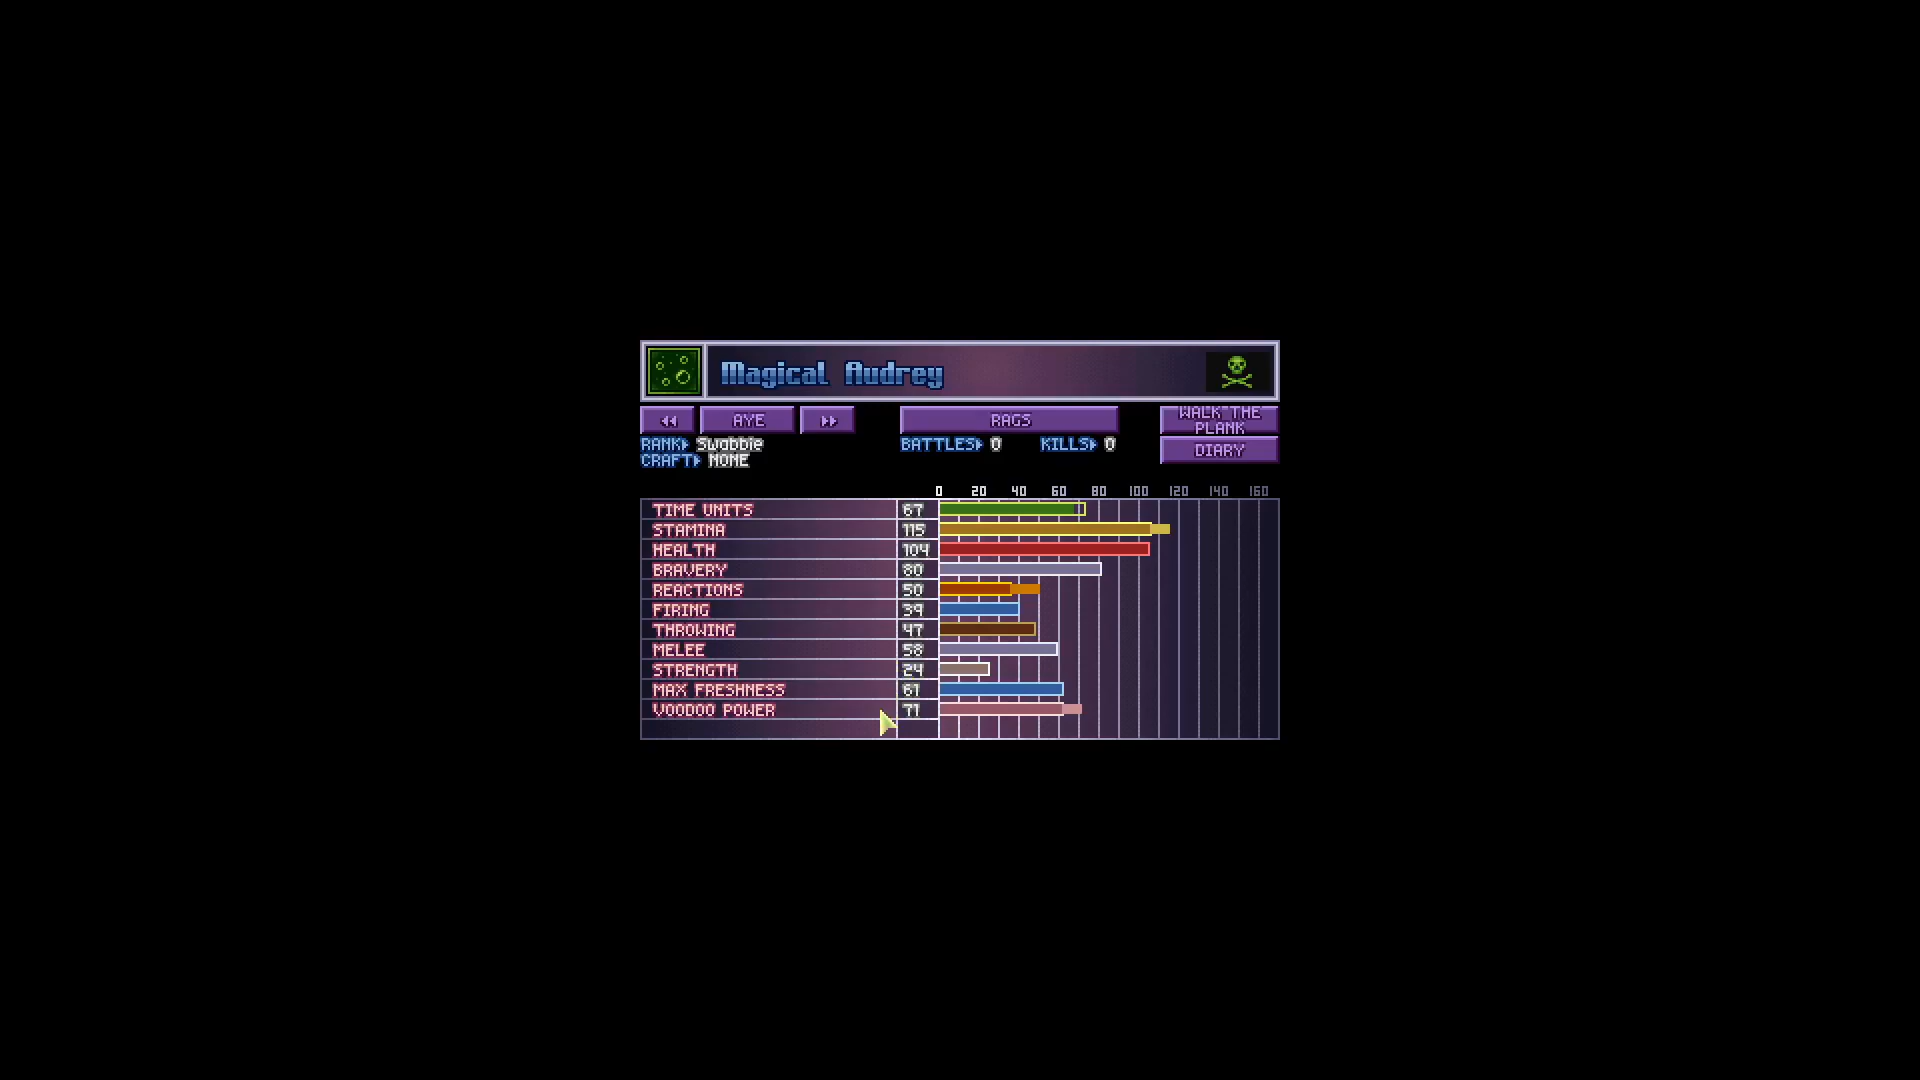 Magical Audrey
AYE
RAGS
WALK THE PLANK
RANK Swabbie
BATTLES 0
KILLS 0
DIARY
CRAFT NONE
0 20 40 60 80 100 120 140 160
TIME UNITS 67
STAMINA 115
HEALTH 104
BRAVERY 80
REACTIONS 50
FIRING 39
THROWING 47
MELEE 58
STRENGTH 24
MAX FRESHNESS 61
VOODOO POWER 71